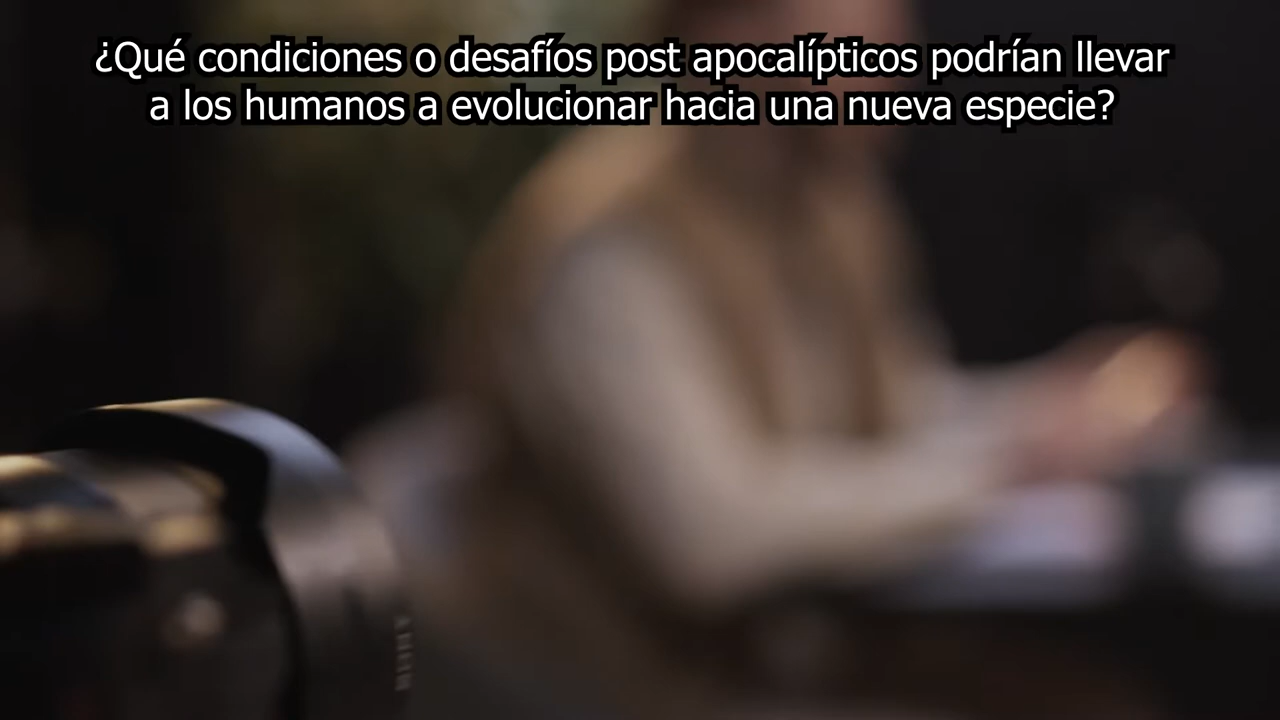 ¿Qué condiciones o desafíos post apocalípticos podrían llevar
a los humanos a evolucionar hacia una nueva especie?